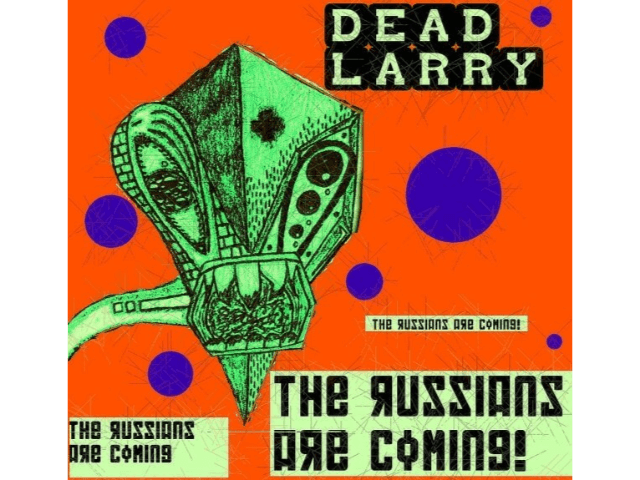 DEAD
LARRY
THE RUSSIANS ARE COMING!
THE RUSSIANS
ARE COMING!
THE RUSSIANS
ARE COMING